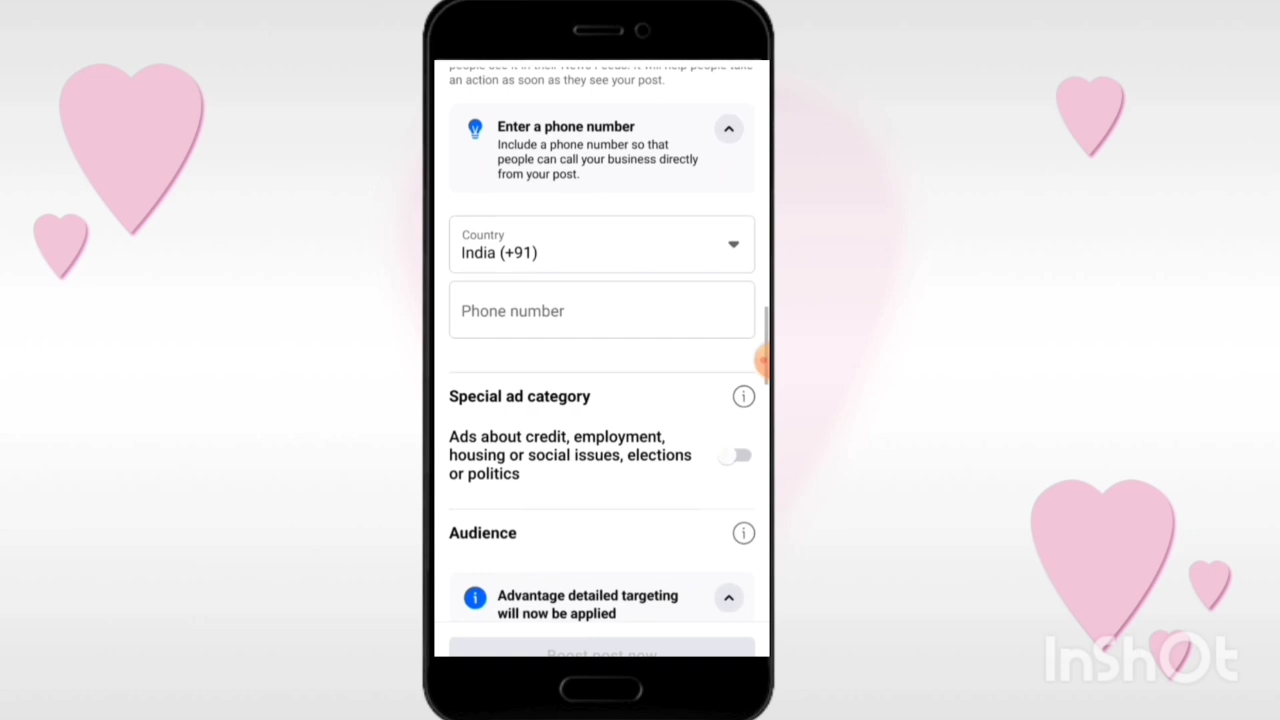 people see it in their News Feeds. It will help people take
an action as soon as they see your post.
Enter a phone number
Include a phone number so that
people can call your business directly
from your post.
Country
India (+91)
Phone number
Special ad category
Ads about credit, employment,
housing or social issues, elections
or politics
Audience
Advantage detailed targeting
will now be applied
Boost post now
InShOt